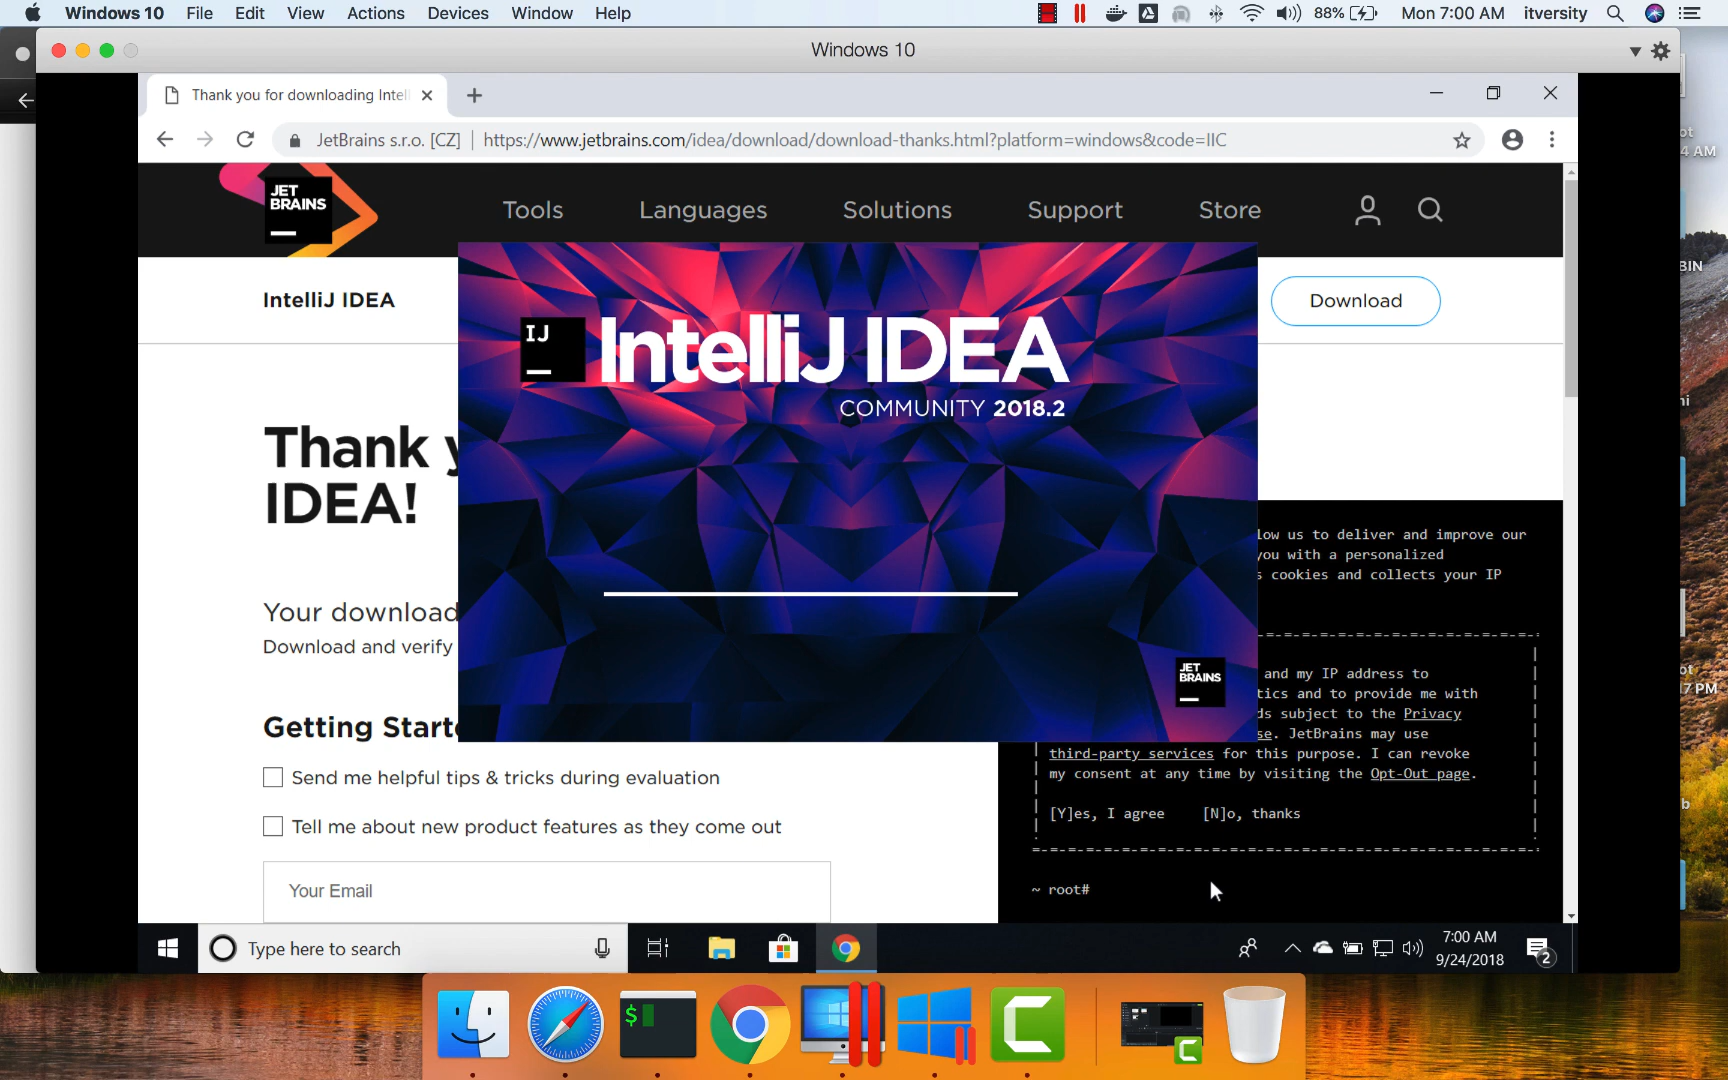 Windows 10 File Edit View Actions Devices Window Help 88% Mon 7:00 AM itversity
Windows 10
Thank you for downloading Intell
JetBrains s.r.o. [CZ] https://www.jetbrains.com/idea/download/download-thanks.html?platform=windows&code=IIC
JET
BRAINS
Tools Languages Solutions Support Store
IntelliJ IDEA
Download
IJ
IntelliJ IDEA
COMMUNITY 2018.2
JET
BRAINS
Thank y
IDEA!
Your download
Download and verify
Getting Start
Send me helpful tips & tricks during evaluation
Tell me about new product features as they come out
Your Email
low us to deliver and improve our
you with a personalized
s cookies and collects your IP
and my IP address to
tics and to provide me with
ds subject to the Privacy
se. JetBrains may use
third-party services for this purpose. I can revoke
my consent at any time by visiting the Opt-Out page.
[Y]es, I agree [N]o, thanks
~ root#
4 AM
BIN
7 PM
Type here to search
7:00 AM
9/24/2018
2
$